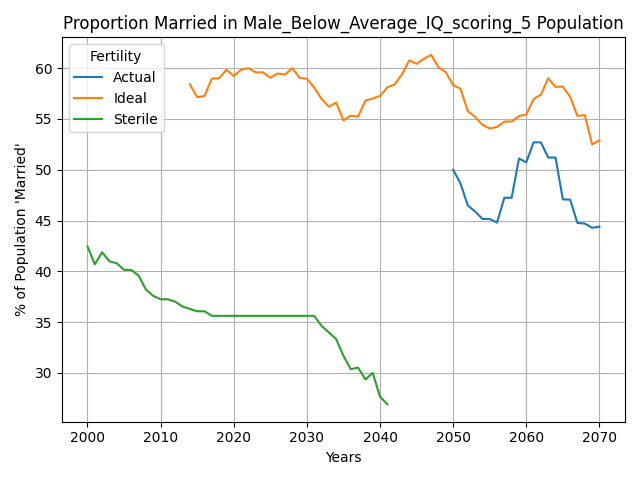 Proportion Married in Male_Below_Average_IQ_scoring_5 Population
Fertility
Actual
Ideal
Sterile
% of Population 'Married'
60
55
50
45
40
35
30
2000 2010 2020 2030 2040 2050 2060 2070
Years